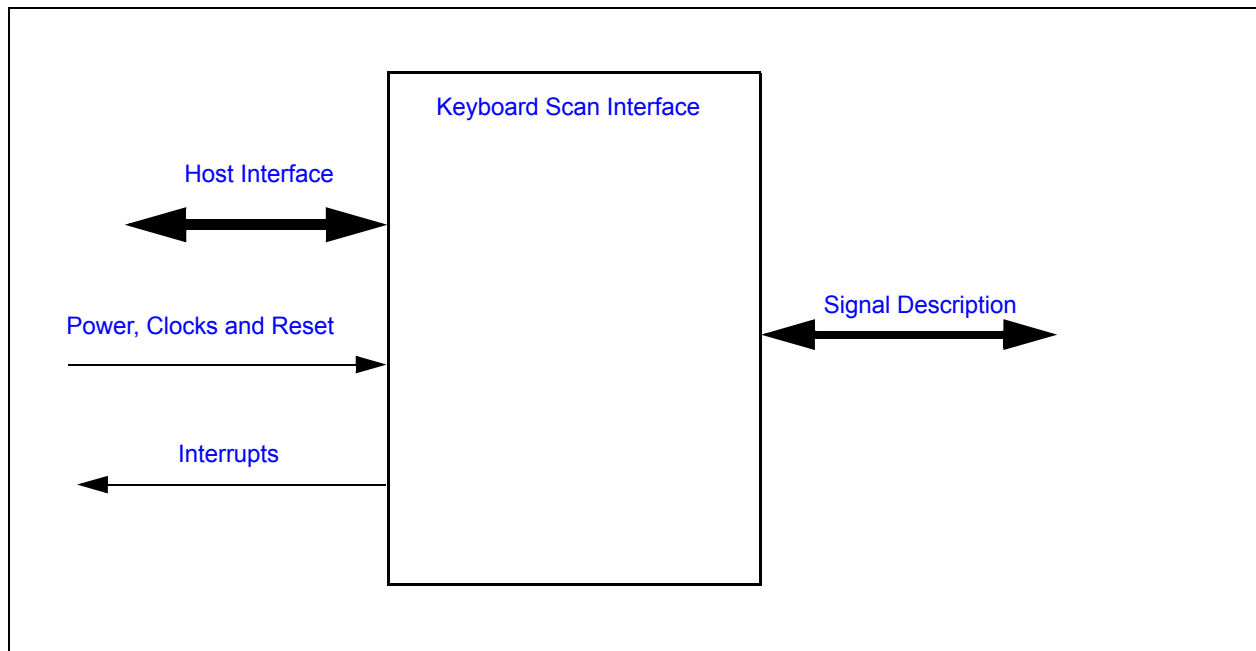 Keyboard Scan Interface
Host Interface
Signal Description
Power, Clocks and Reset
Interrupts